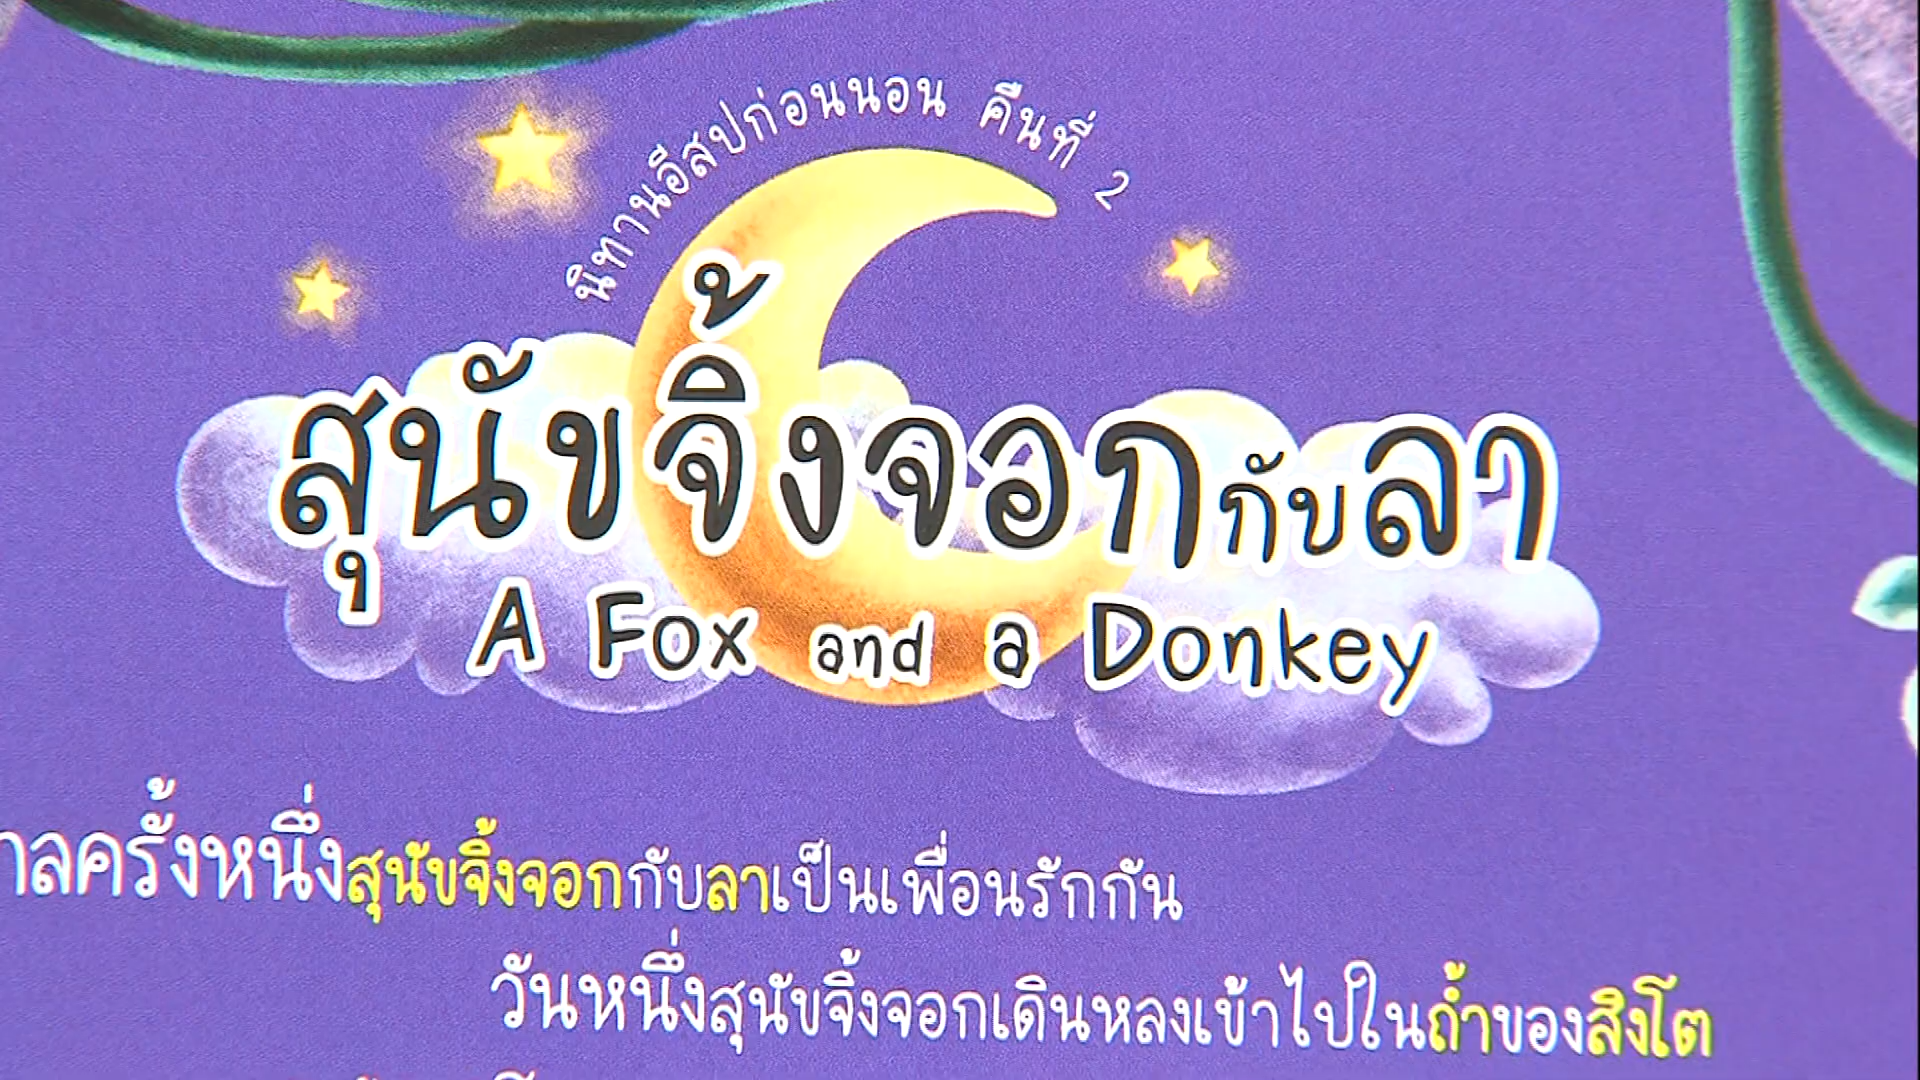 นิทานอีสปก่อนนอน คืนที่ 2
สุนัขจิ้งจอกกับลา
A Fox and a Donkey
าลครั้งหนึ่งสุนัขจิ้งจอกกับลาเป็นเพื่อนรักกัน
วันหนึ่งสุนัขจิ้งจอกเดินหลงเข้าไปในถ้ำของสิงโต